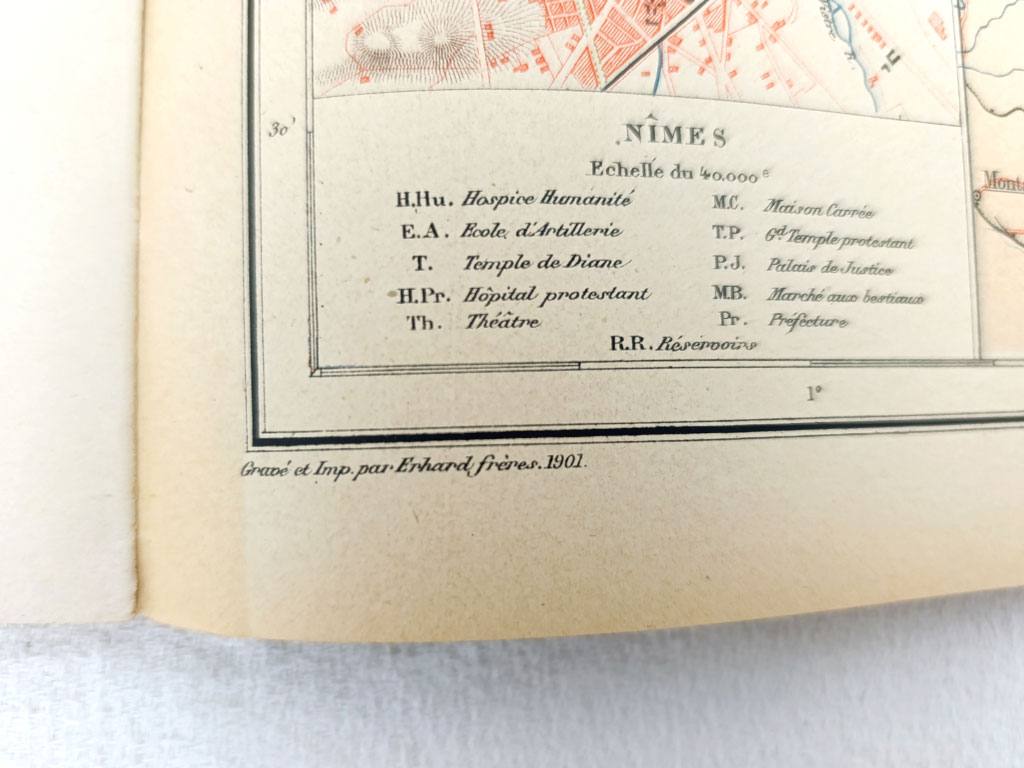 30'
NÎMES
Echelle du 40.000e
H.Hu. Hospice Humanité
E.A. Ecole d'Artillerie
T. Temple de Diane
H.Pr. Hôpital protestant
Th. Théâtre
M.C. Maison Carrée
T.P. Gd Temple protestant
P.J. Palais de Justice
M.B. Marché aux bestiaux
Pr. Préfecture
R.R. Réservoirs
1°
Gravé et Imp. par Erhard frères. 1901.